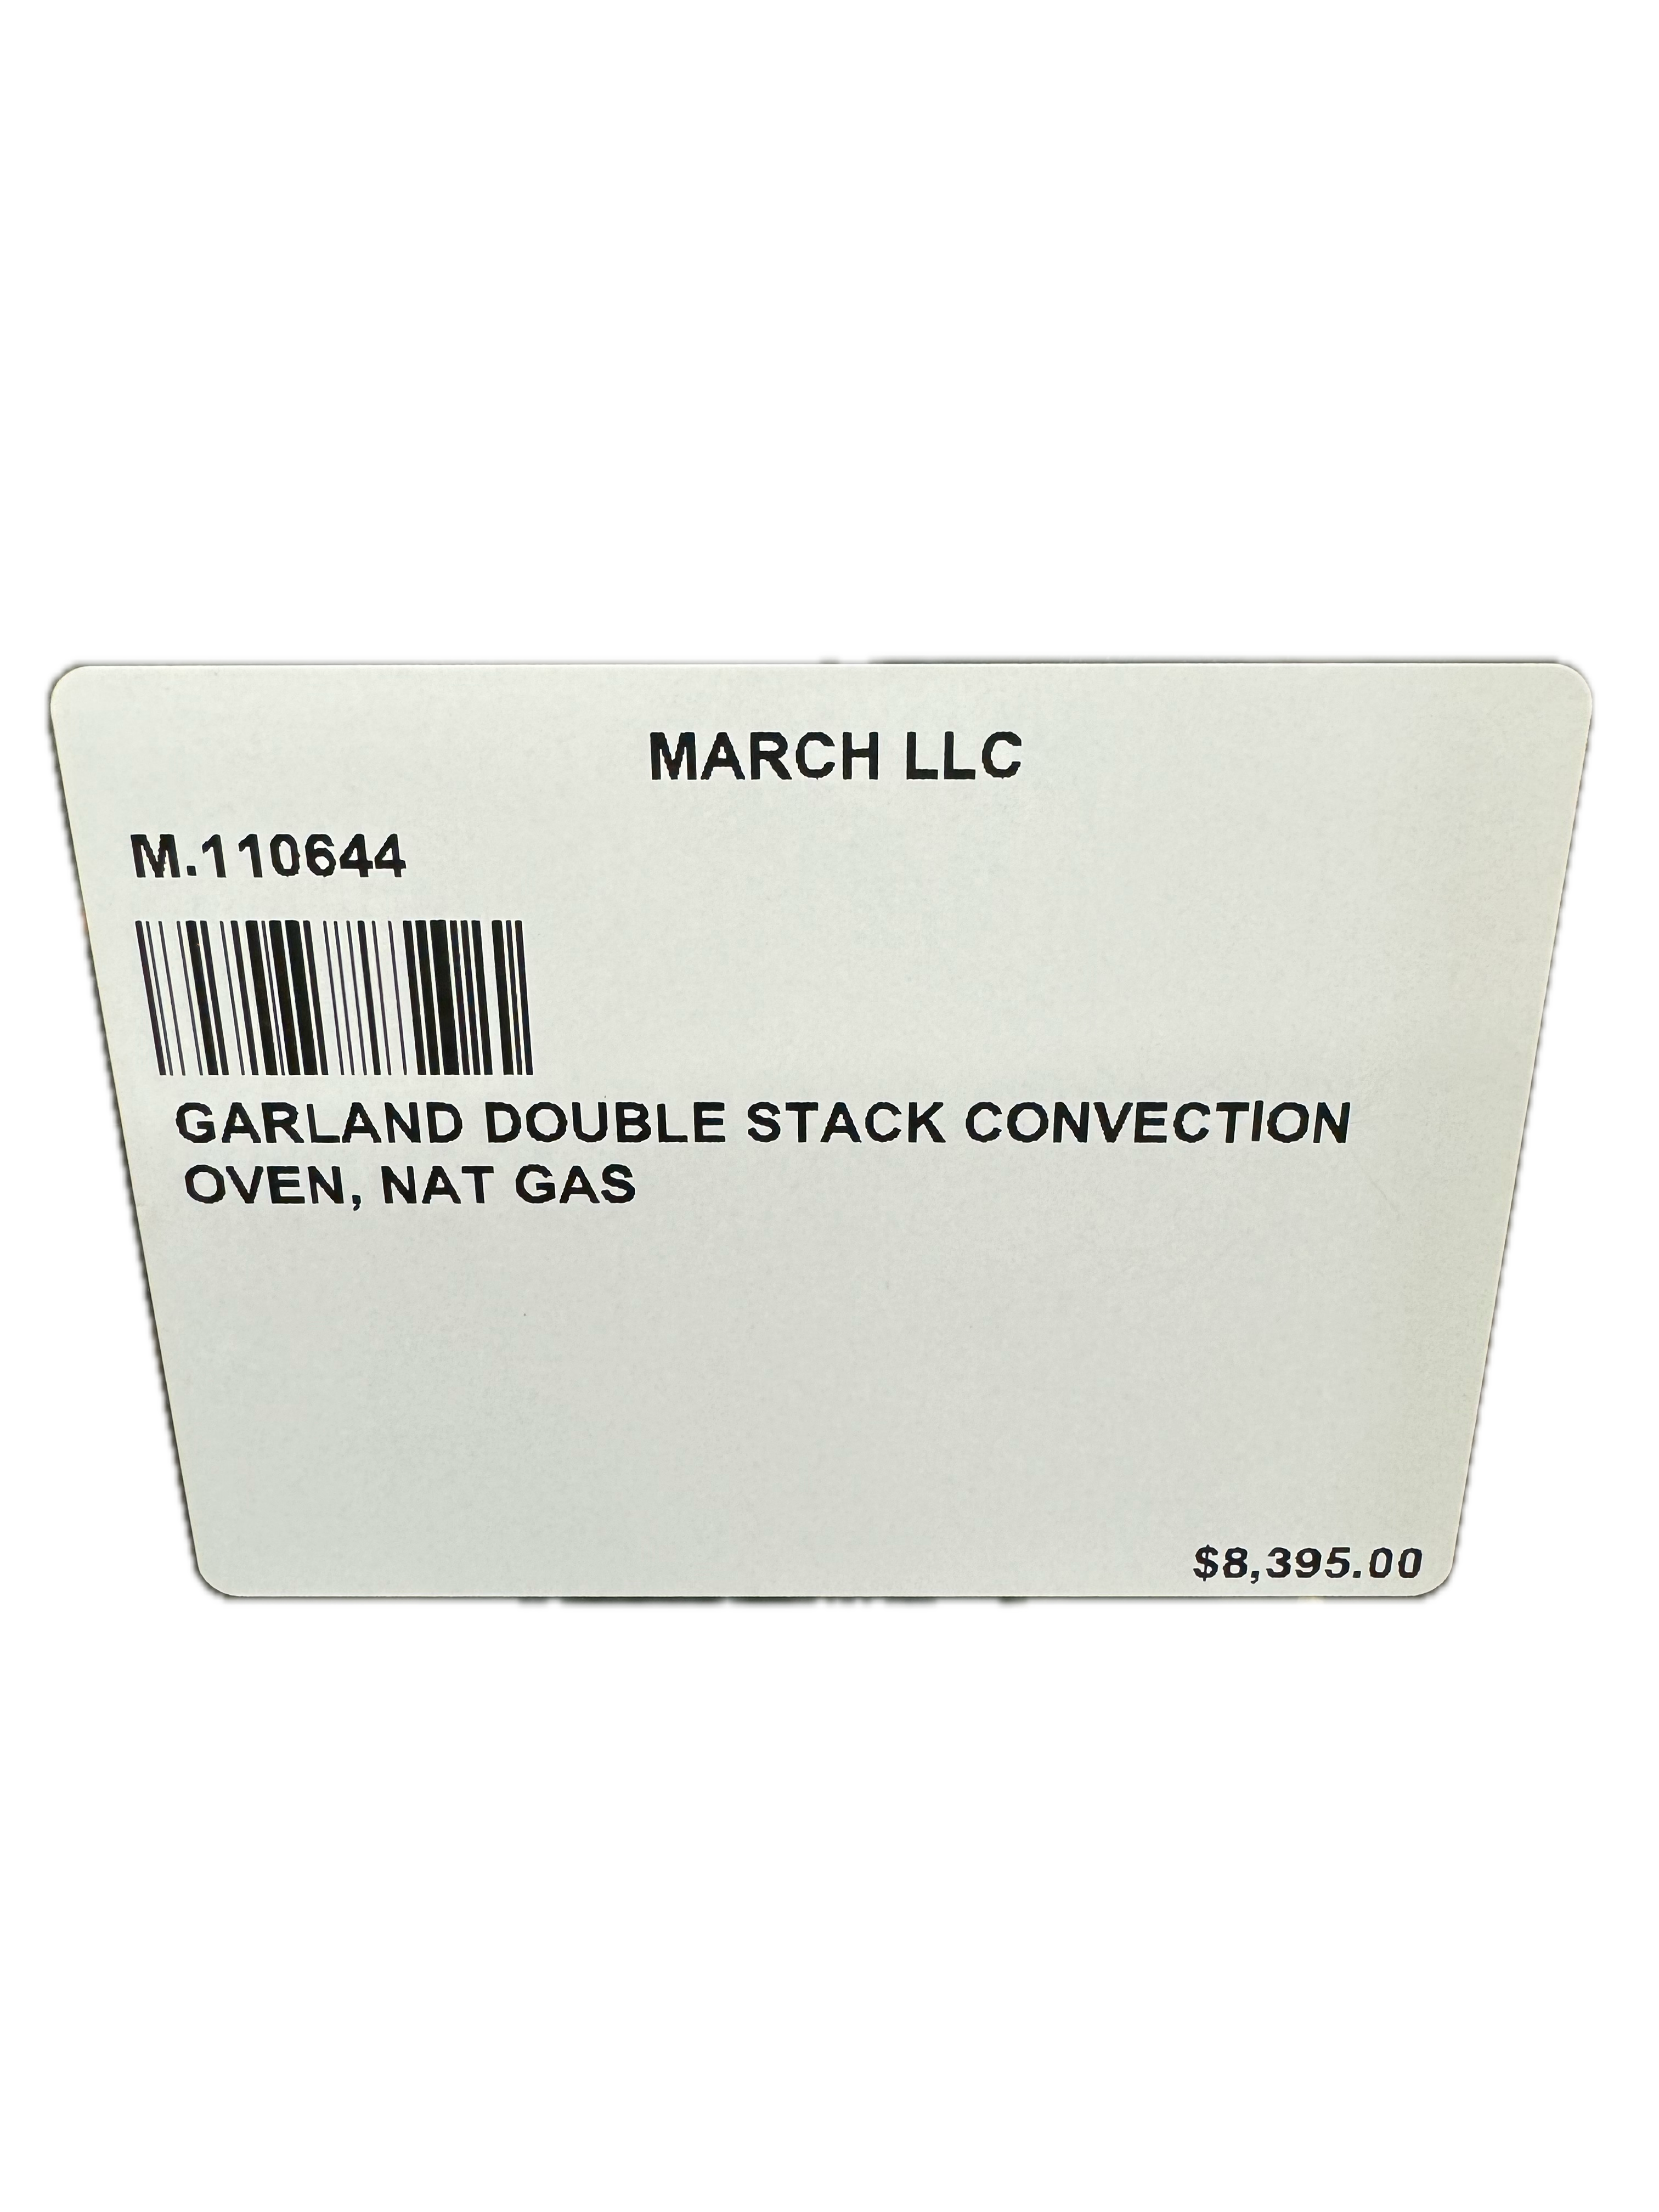 MARCH LLC
M.110644
GARLAND DOUBLE STACK CONVECTION
OVEN, NAT GAS
$8,395.00